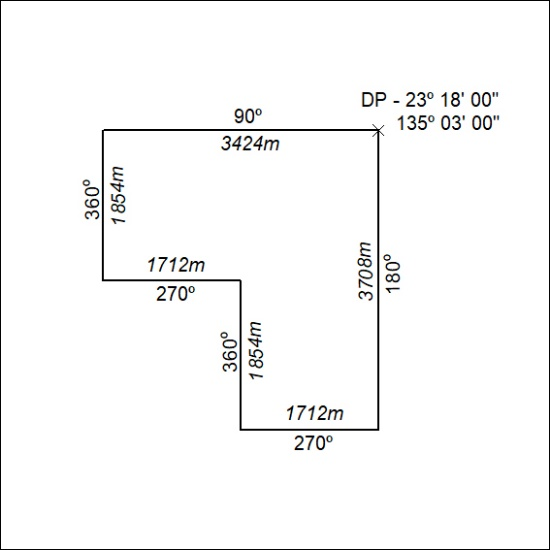 DP - 23º 18' 00"
135º 03' 00"
90º
3424m
360º
1854m
3708m
180º
1712m
270º
360º
1854m
1712m
270º